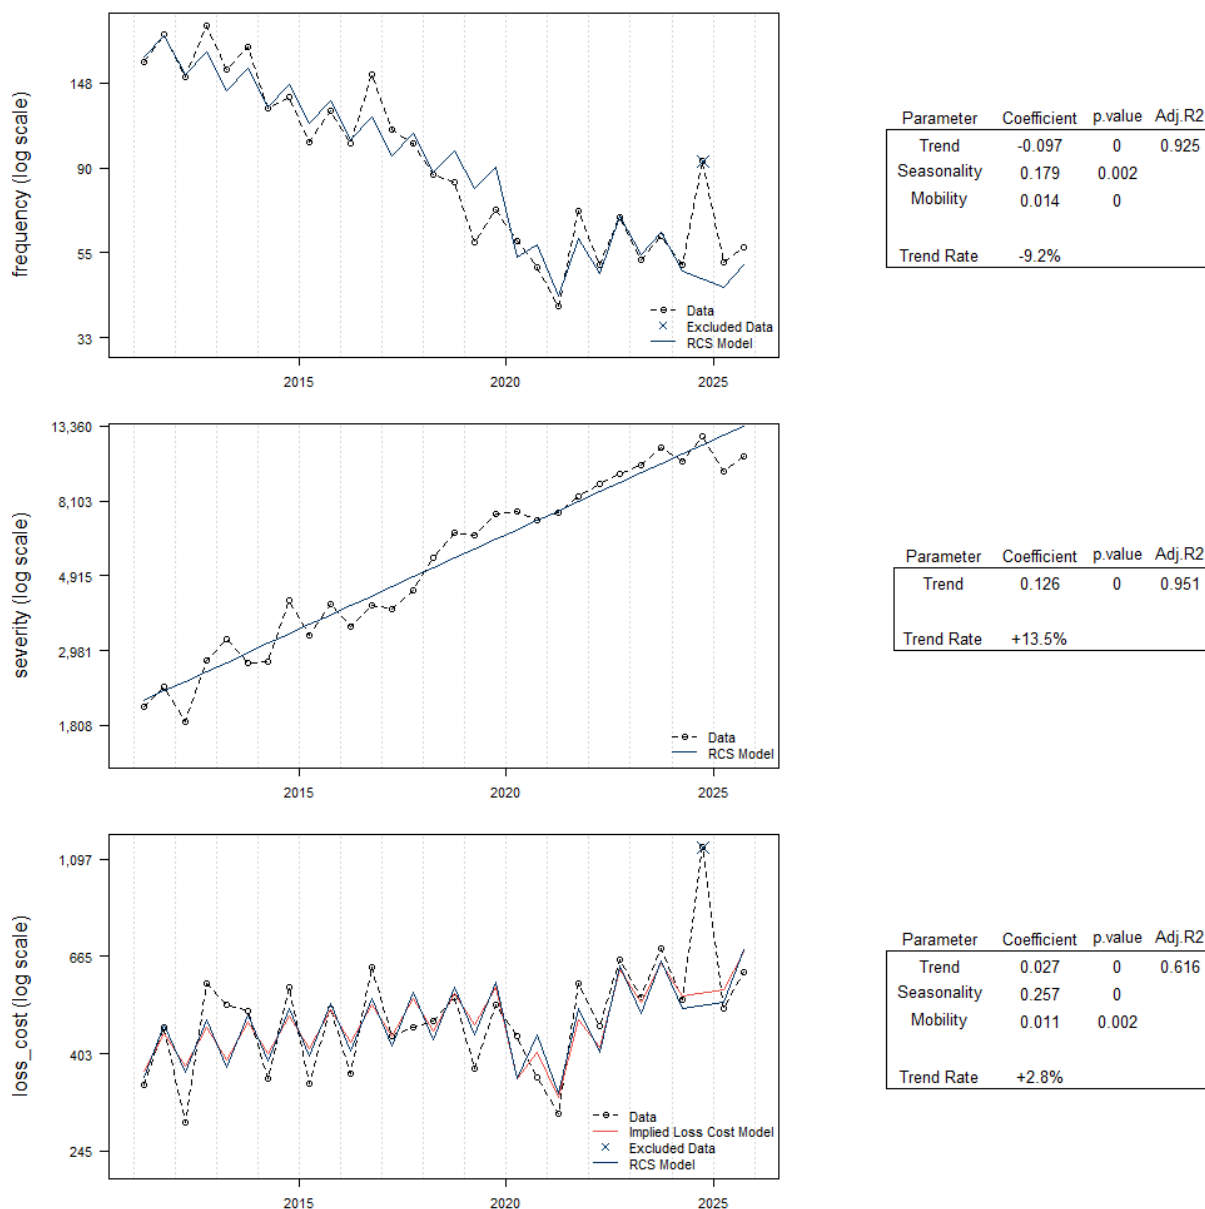 frequency (log scale)
148
90
55
33
2015
2020
2025
Data
Excluded Data
RCS Model
Parameter Coefficient p.value Adj.R2
Trend -0.097 0 0.925
Seasonality 0.179 0.002
Mobility 0.014 0
Trend Rate -9.2%
severity (log scale)
13,360
8,103
4,915
2,981
1,808
2015
2020
2025
Data
RCS Model
Parameter Coefficient p.value Adj.R2
Trend 0.126 0 0.951
Trend Rate +13.5%
loss_cost (log scale)
1,097
665
403
245
2015
2020
2025
Data
Implied Loss Cost Model
Excluded Data
RCS Model
Parameter Coefficient p.value Adj.R2
Trend 0.027 0 0.616
Seasonality 0.257 0
Mobility 0.011 0.002
Trend Rate +2.8%